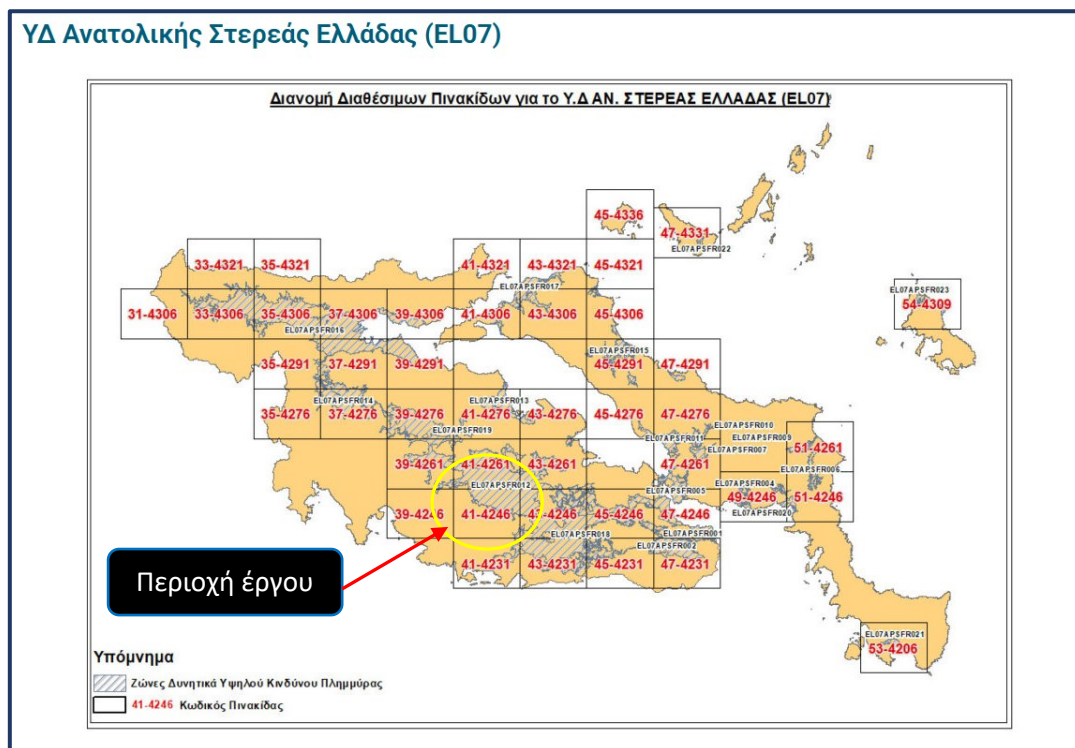 ΥΔ Ανατολικής Στερεάς Ελλάδας (EL07)
Διανομή Διαθέσιμων Πινακίδων για το Υ.Δ ΑΝ. ΣΤΕΡΕΑΣ ΕΛΛΑΔΑΣ (EL07)
45-4336
47-4331
EL07APSFR022
33-4321 35-4321 41-4321 43-4321 45-4321
EL07APSFR017
EL07APSFR023
54-4309
31-4306 33-4306 35-4306 37-4306 39-4306 41-4306 43-4306 45-4306
EL07APSFR016
EL07APSFR015
35-4291 37-4291 39-4291 45-4291 47-4291
EL07APSFR014 EL07APSFR013
35-4276 37-4276 39-4276 41-4276 43-4276 45-4276 47-4276
EL07APSFR019 EL07APSFR010
EL07APSFR011 EL07APSFR009
EL07APSFR007
51-4261
39-4261 41-4261 43-4261 47-4261
EL07APSFR006
EL07APSFR012 EL07APSFR005 EL07APSFR004
49-4246 51-4246
39-4246 41-4246 43-4246 45-4246 47-4246
EL07APSFR020
EL07APSFR018 EL07APSFR001
EL07APSFR002
41-4231 43-4231 45-4231 47-4231
Περιοχή έργου
EL07APSFR021
53-4206
Υπόμνημα
Ζώνες Δυνητικά Υψηλού Κινδύνου Πλημμύρας
41-4246 Κωδικός Πινακίδας